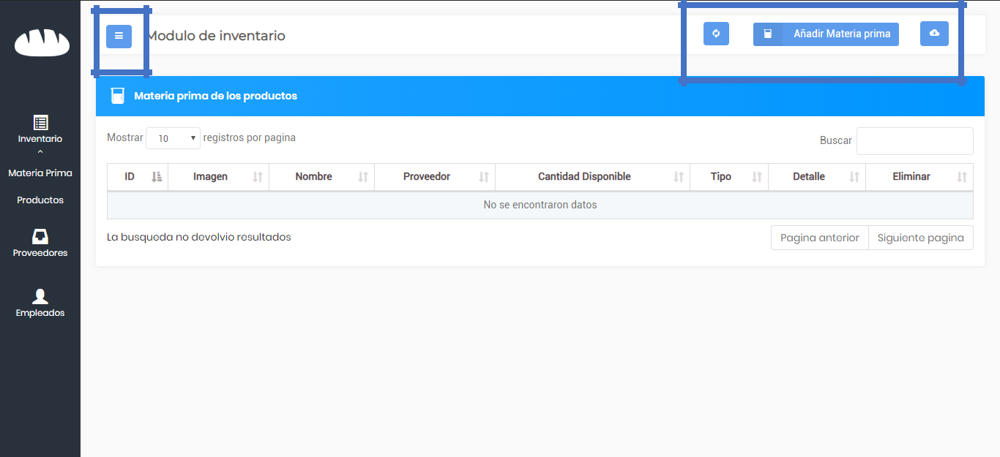 Modulo de inventario
Añadir Materia prima
Inventario
Materia Prima
Productos
Proveedores
Empleados
Materia prima de los productos
Mostrar 10 registros por pagina
Buscar
ID Imagen Nombre Proveedor Cantidad Disponible Tipo Detalle Eliminar
No se encontraron datos
La busqueda no devolvio resultados
Pagina anterior Siguiente pagina